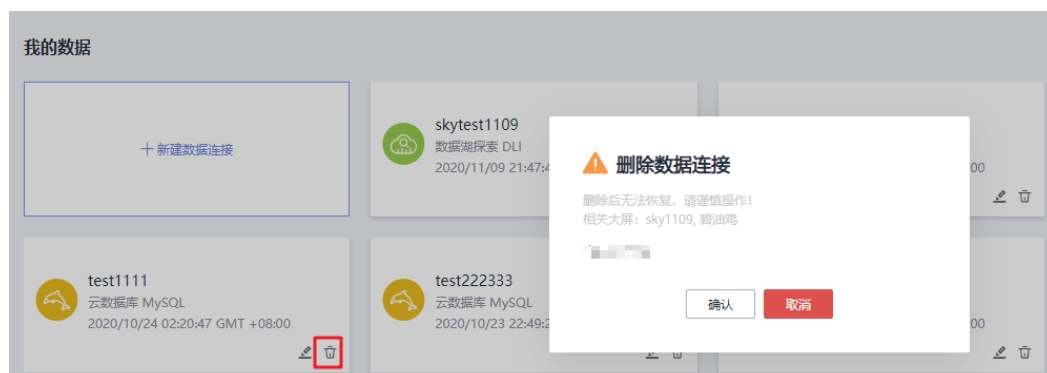 我的数据
新建数据连接
skytest1109
数据湖探索 DLI
2020/11/09 21:47:4
00
test1111
云数据库 MySQL
2020/10/24 02:20:47 GMT +08:00
test222333
云数据库 MySQL
2020/10/23 22:49:2
00
删除数据连接
删除后无法恢复，请谨慎操作！
相关大屏：sky1109, 碧油鸡
确认
取消